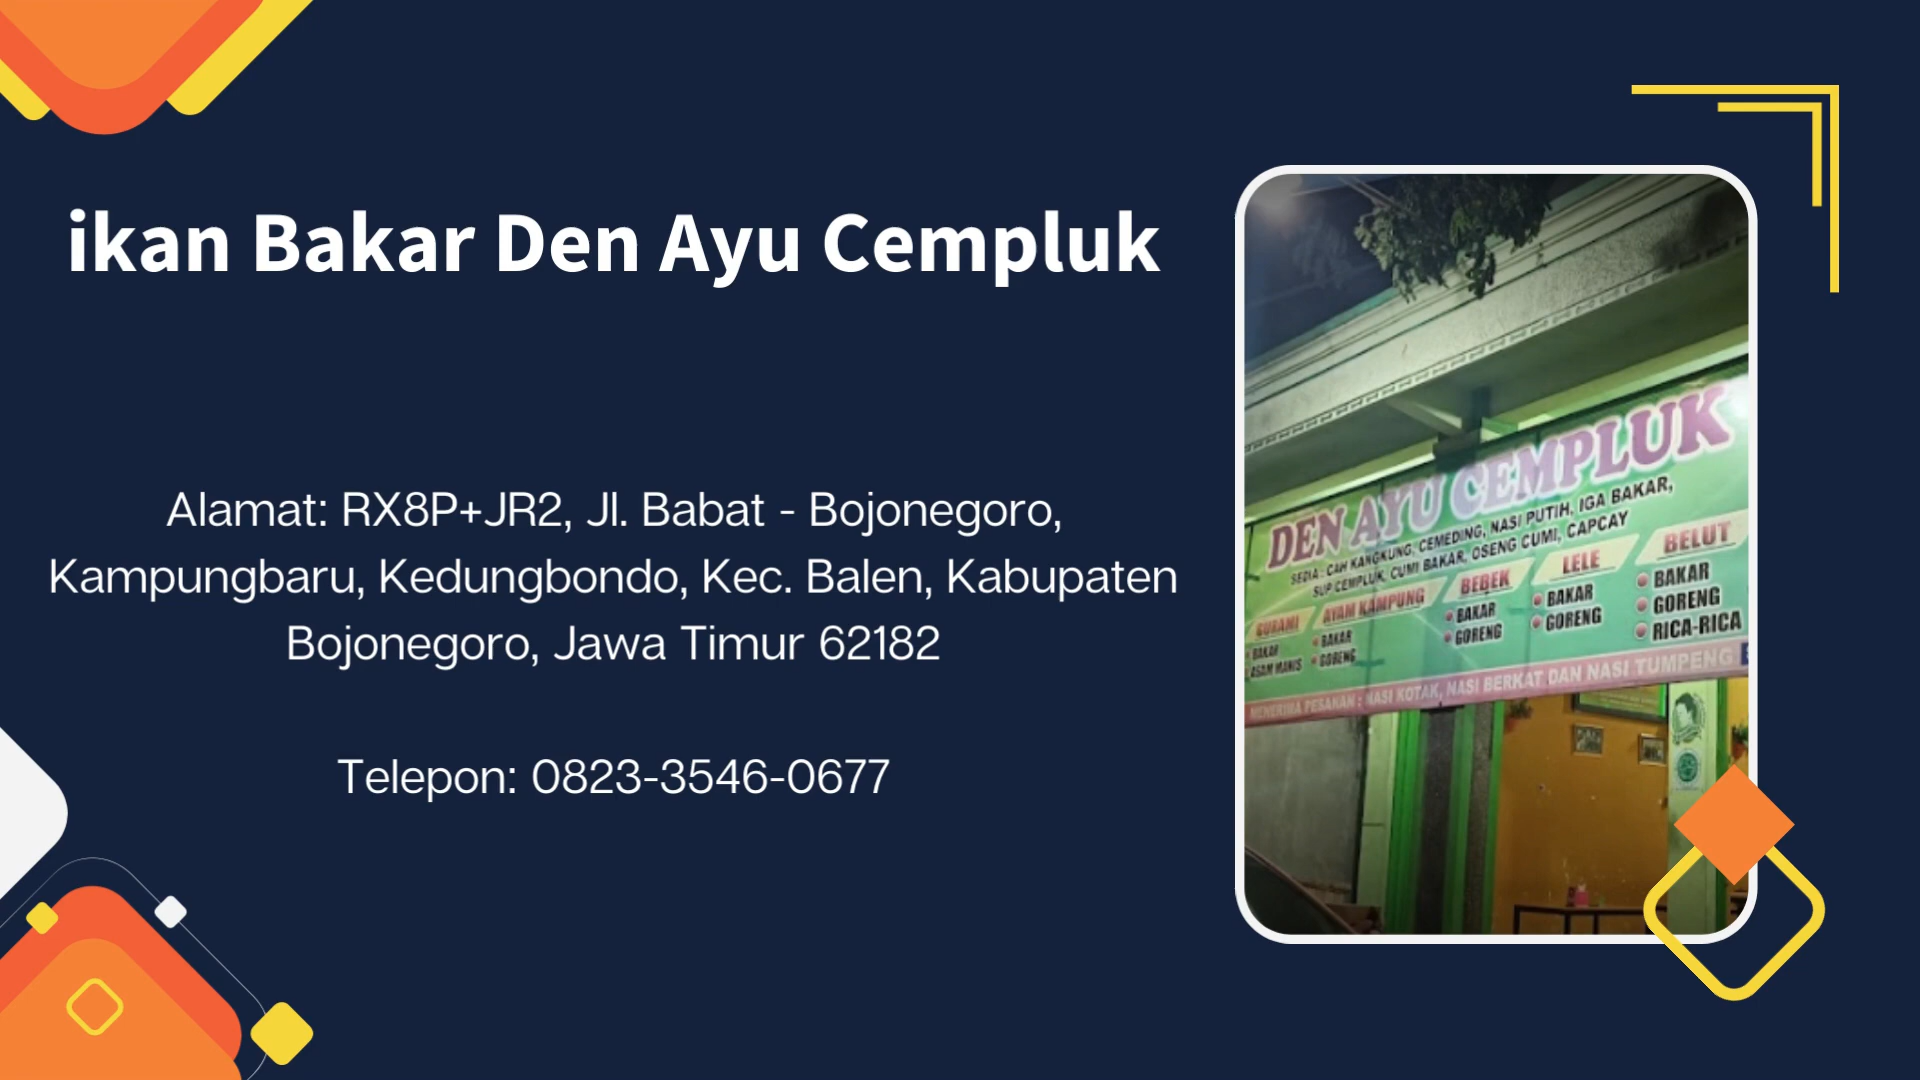 ikan Bakar Den Ayu Cempluk
Alamat: RX8P+JR2, Jl. Babat - Bojonegoro,
Kampungbaru, Kedungbondo, Kec. Balen, Kabupaten
Bojonegoro, Jawa Timur 62182
Telepon: 0823-3546-0677
DEN AYU CEMPLUK
SEDIA : CAH KANGKUNG, CEMEDING, NASI PUTIH, IGA BAKAR,
SUP CEMPLUK, CUMI BAKAR, OSENG CUMI, CAPCAY
GURAMI
BAKAR
ASAM MANIS
AYAM KAMPUNG
BAKAR
GORENG
BEBEK
BAKAR
GORENG
LELE
BAKAR
GORENG
BELUT
BAKAR
GORENG
RICA-RICA
MENERIMA PESANAN : NASI KOTAK, NASI BERKAT DAN NASI TUMPENG